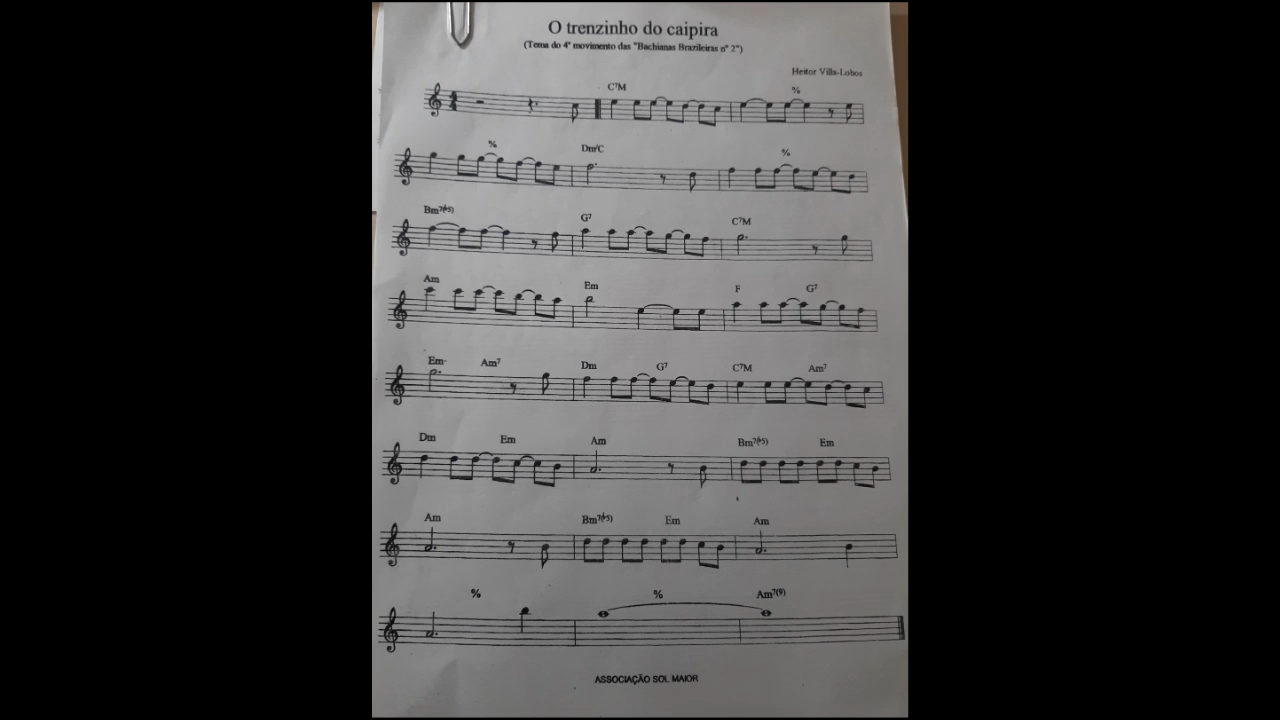 O trenzinho do caipira
(Tema do 4º movimento das "Bachianas Brazileiras nº 2")
Heitor Villa-Lobos
C7M %
% Dm/C %
Bm7(b5) G7 C7M
Am Em F G7
Em Am7 Dm G7 C7M Am7
Dm Em Am Bm7(b5) Em
Am Bm7(b5) Em Am
% % Am7(9)
ASSOCIAÇÃO SOL MAIOR